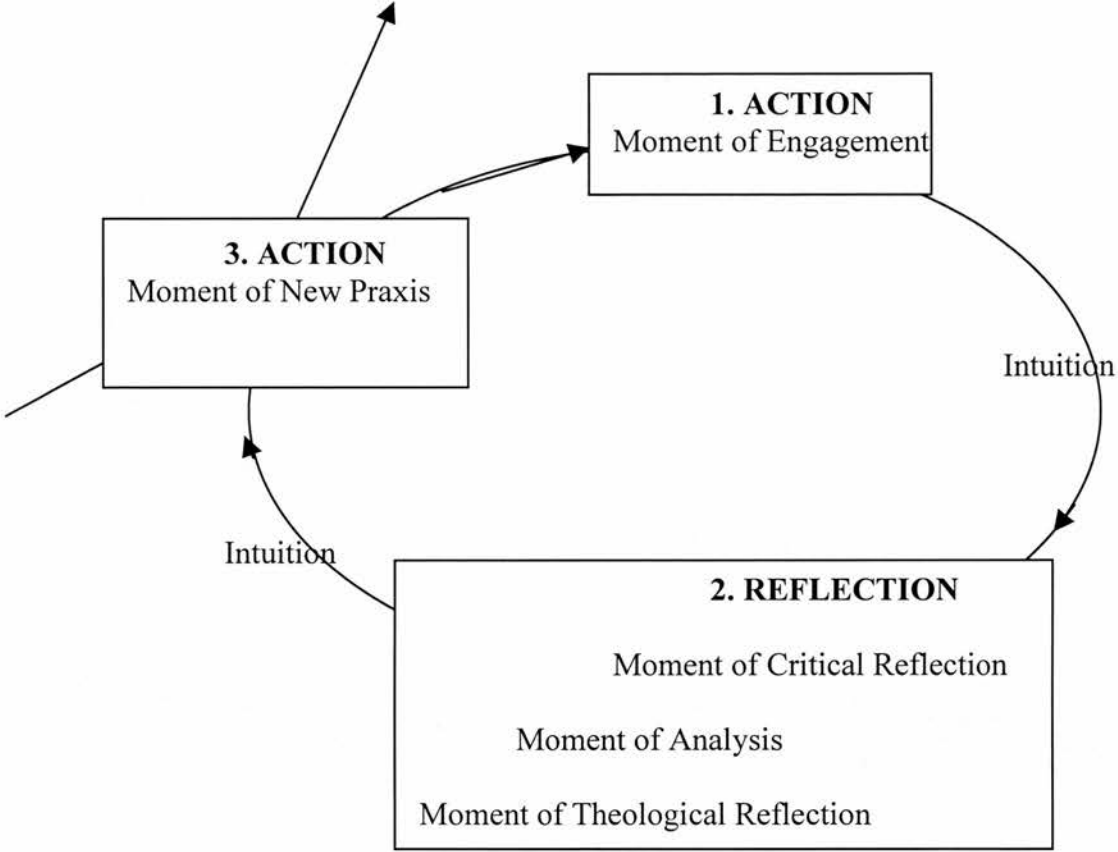 1. ACTION
Moment of Engagement
3. ACTION
Moment of New Praxis
Intuition
Intuition
2. REFLECTION
Moment of Critical Reflection
Moment of Analysis
Moment of Theological Reflection